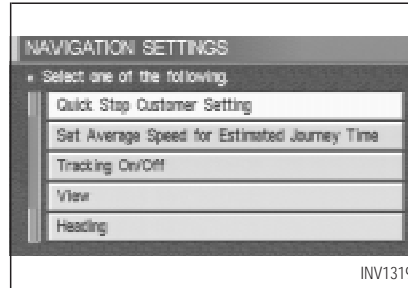 NAVIGATION SETTINGS
Select one of the following.
Quick Stop Customer Setting
Set Average Speed for Estimated Journey Time
Tracking On/Off
View
Heading
INV1319